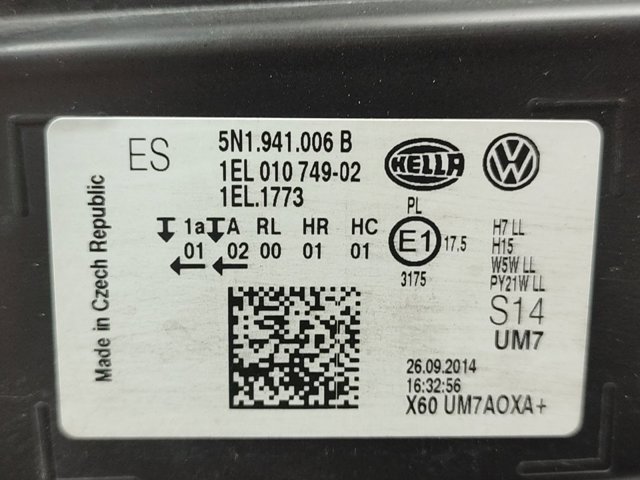 ES
5N1.941.006 B
1EL 010 749-02
1EL.1773
HELLA
VW
Made in Czech Republic
1a A RL HR HC
01 02 00 01 01
PL
E1 17.5
3175
H7 LL
H15
W5W LL
PY21W LL
S14
UM7
26.09.2014
16:32:56
X60 UM7AOXA+